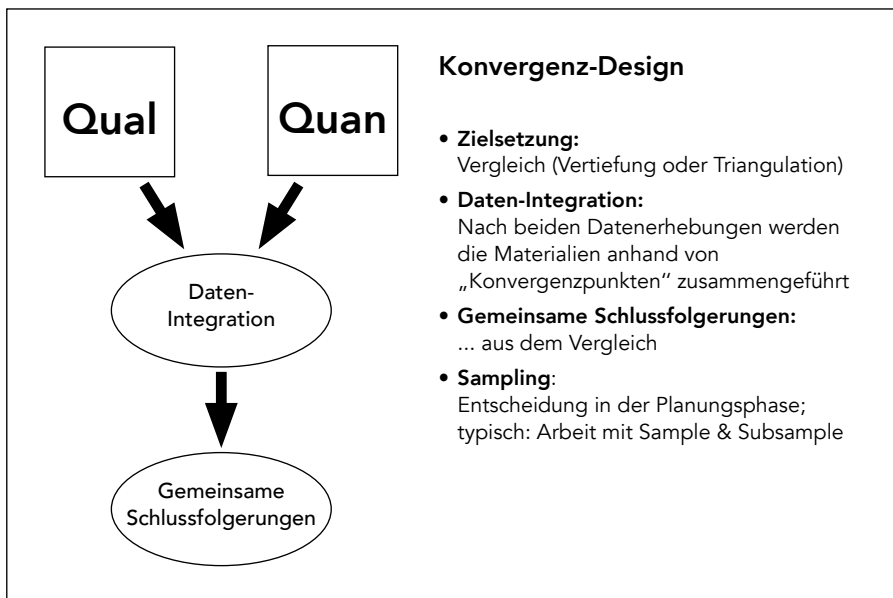 Qual
Quan
Daten-
Integration
Gemeinsame
Schlussfolgerungen
Konvergenz-Design
• Zielsetzung:
Vergleich (Vertiefung oder Triangulation)
• Daten-Integration:
Nach beiden Datenerhebungen werden
die Materialien anhand von
„Konvergenzpunkten“ zusammengeführt
• Gemeinsame Schlussfolgerungen:
... aus dem Vergleich
• Sampling:
Entscheidung in der Planungsphase;
typisch: Arbeit mit Sample & Subsample